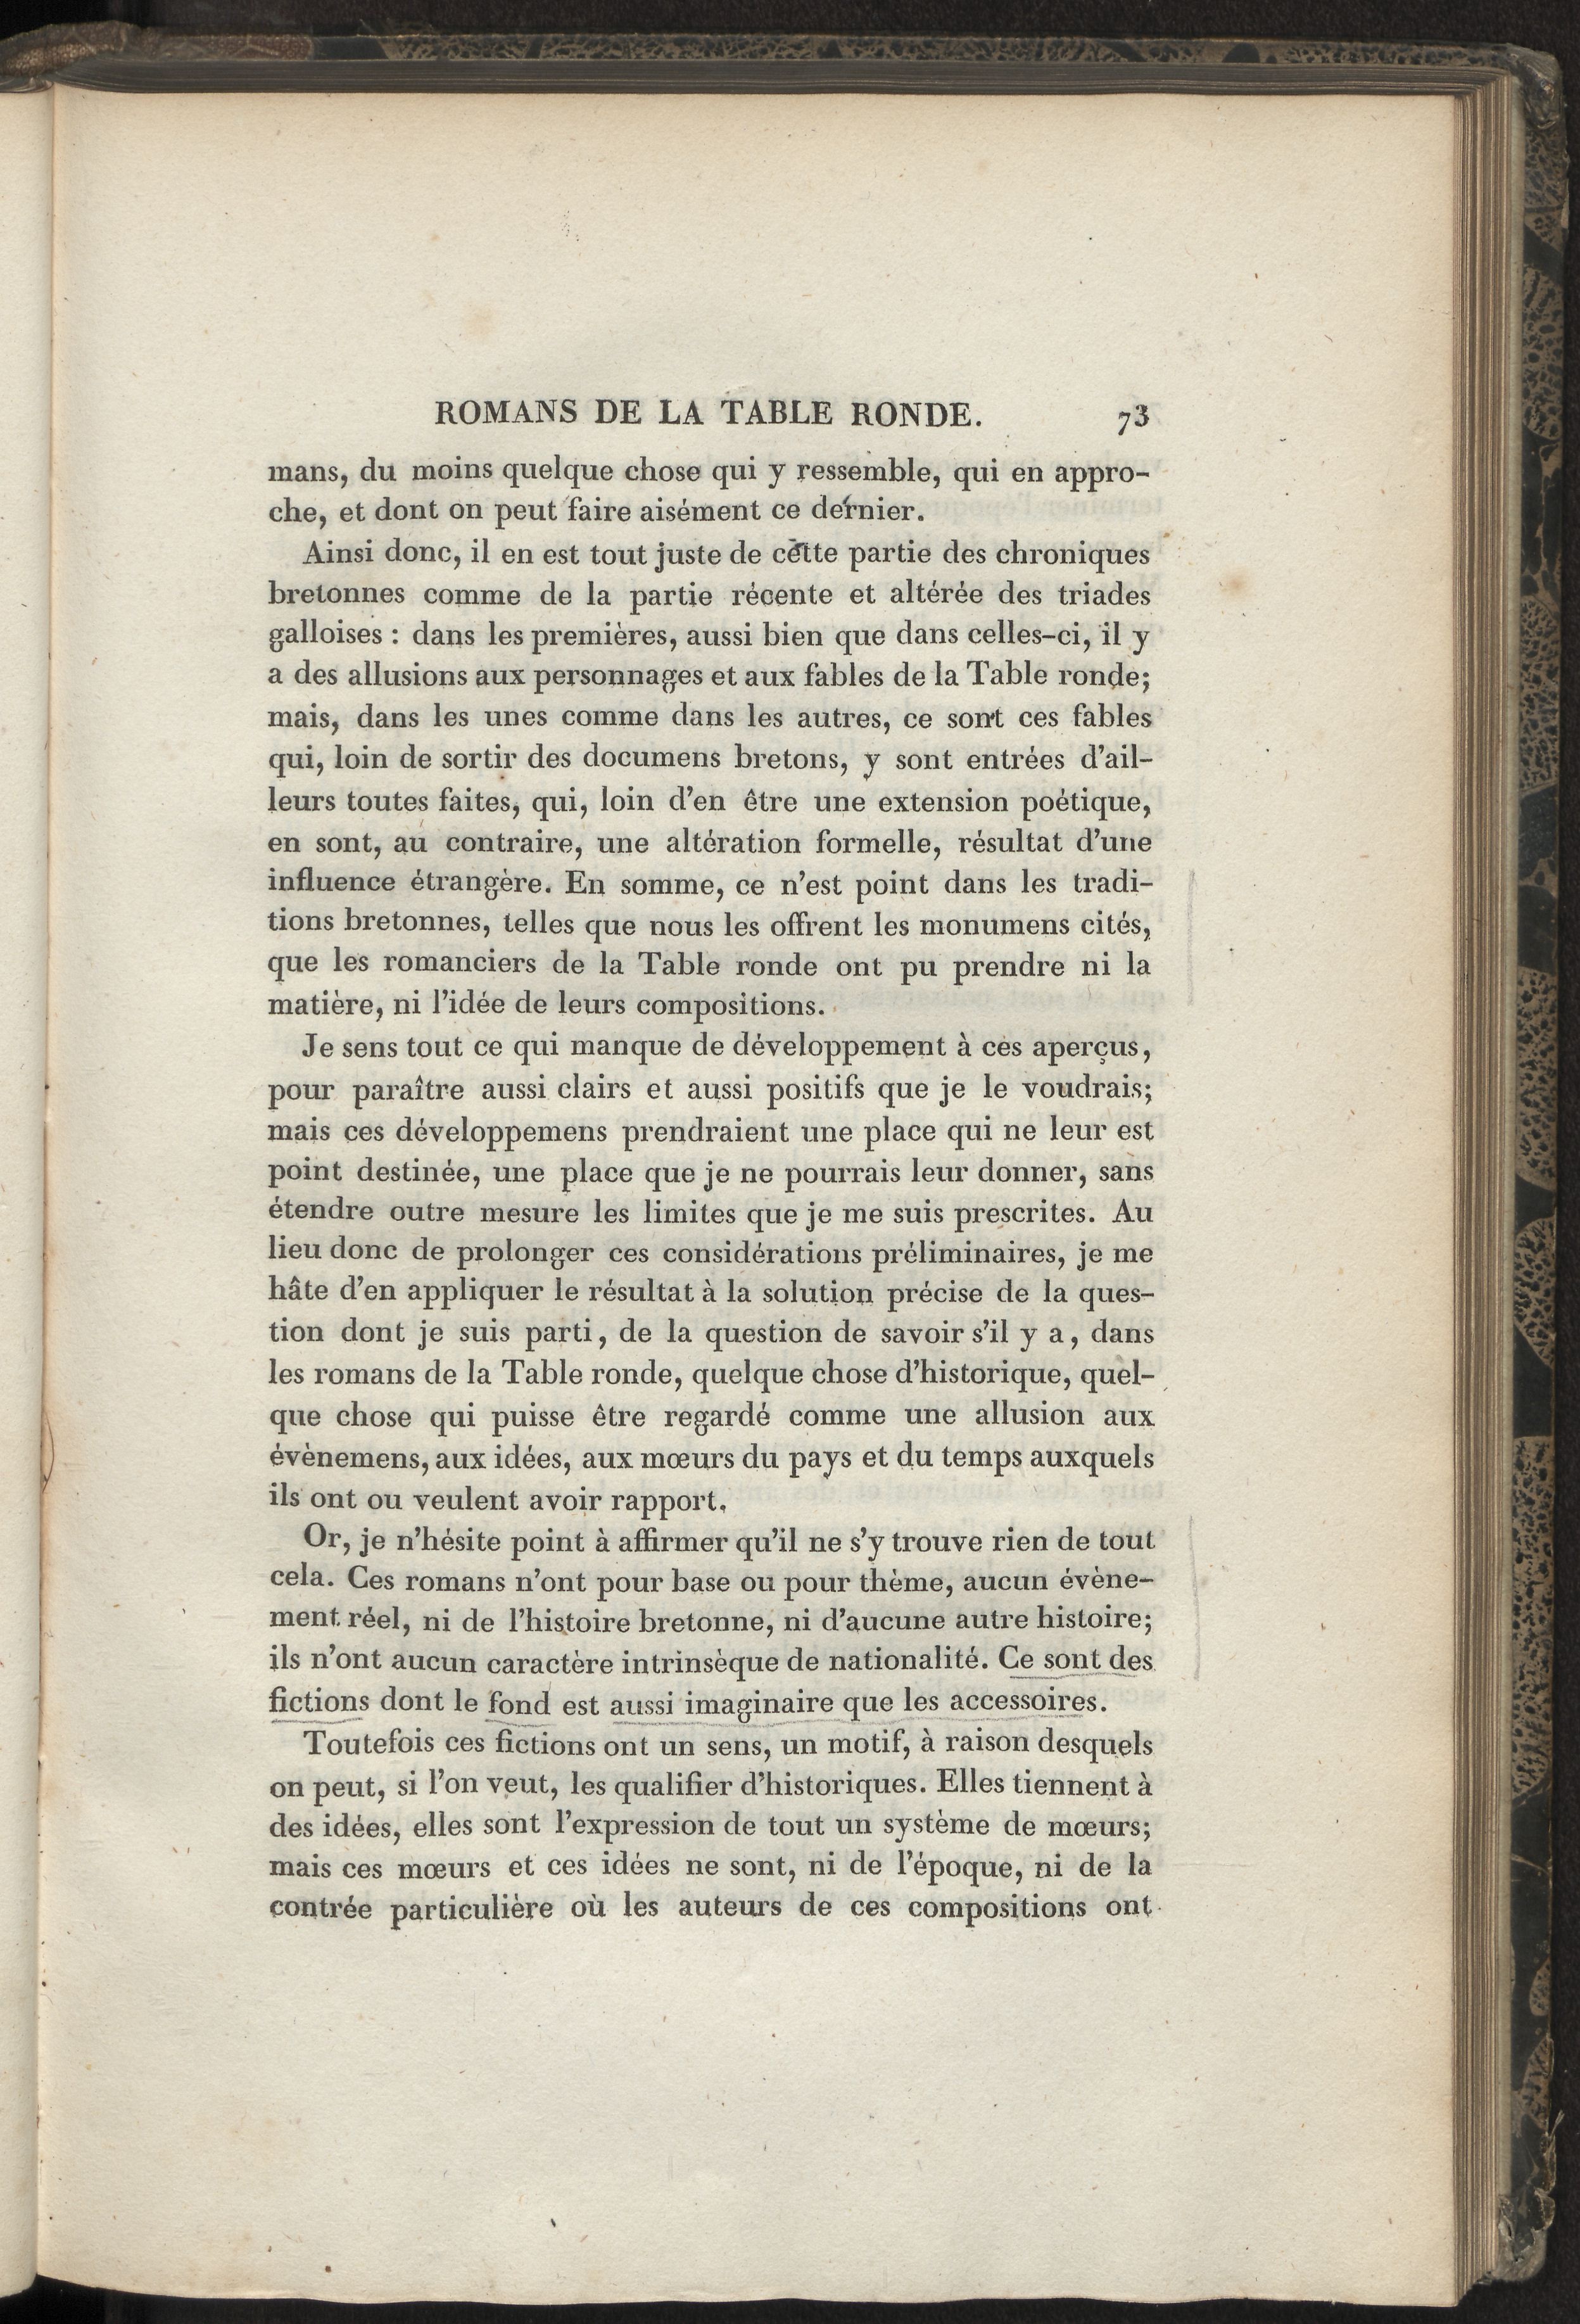 ROMANS DE LA TABLE RONDE. 73
mans, du moins quelque chose qui y ressemble, qui en appro-
che, et dont on peut faire aisément ce dernier.
Ainsi donc, il en est tout juste de cette partie des chroniques
bretonnes comme de la partie récente et altérée des triades
galloises : dans les premières, aussi bien que dans celles-ci, il y
a des allusions aux personnages et aux fables de la Table ronde;
mais, dans les unes comme dans les autres, ce sont ces fables
qui, loin de sortir des documens bretons, y sont entrées d'ail-
leurs toutes faites, qui, loin d'en être une extension poétique,
en sont, au contraire, une altération formelle, résultat d'une
influence étrangère. En somme, ce n'est point dans les tradi-
tions bretonnes, telles que nous les offrent les monumens cités,
que les romanciers de la Table ronde ont pu prendre ni la
matière, ni l'idée de leurs compositions.
Je sens tout ce qui manque de développement à ces aperçus,
pour paraître aussi clairs et aussi positifs que je le voudrais;
mais ces développemens prendraient une place qui ne leur est
point destinée, une place que je ne pourrais leur donner, sans
étendre outre mesure les limites que je me suis prescrites. Au
lieu donc de prolonger ces considérations préliminaires, je me
hâte d'en appliquer le résultat à la solution précise de la ques-
tion dont je suis parti, de la question de savoir s'il y a, dans
les romans de la Table ronde, quelque chose d'historique, quel-
que chose qui puisse être regardé comme une allusion aux
évènemens, aux idées, aux mœurs du pays et du temps auxquels
ils ont ou veulent avoir rapport.
Or, je n'hésite point à affirmer qu'il ne s'y trouve rien de tout
cela. Ces romans n'ont pour base ou pour thème, aucun évène-
ment réel, ni de l'histoire bretonne, ni d'aucune autre histoire;
ils n'ont aucun caractère intrinsèque de nationalité. Ce sont des
fictions dont le fond est aussi imaginaire que les accessoires.
Toutefois ces fictions ont un sens, un motif, à raison desquels
on peut, si l'on veut, les qualifier d'historiques. Elles tiennent à
des idées, elles sont l'expression de tout un système de mœurs;
mais ces mœurs et ces idées ne sont, ni de l'époque, ni de la
contrée particulière où les auteurs de ces compositions ont